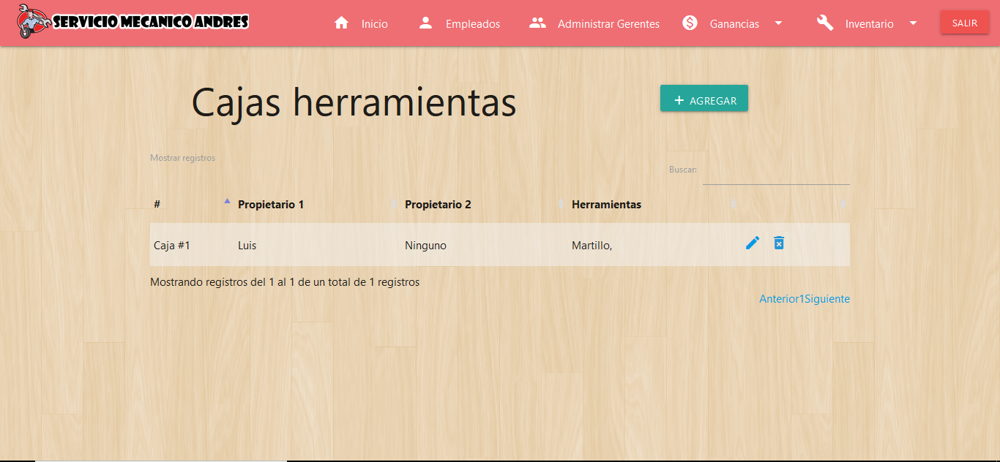 SERVICIO MECANICO ANDRES
Inicio
Empleados
Administrar Gerentes
Ganancias
Inventario
SALIR
Cajas herramientas
+ AGREGAR
Mostrar registros
Buscar:
# Propietario 1 Propietario 2 Herramientas
Caja #1 Luis Ninguno Martillo,
Mostrando registros del 1 al 1 de un total de 1 registros
Anterior1Siguiente